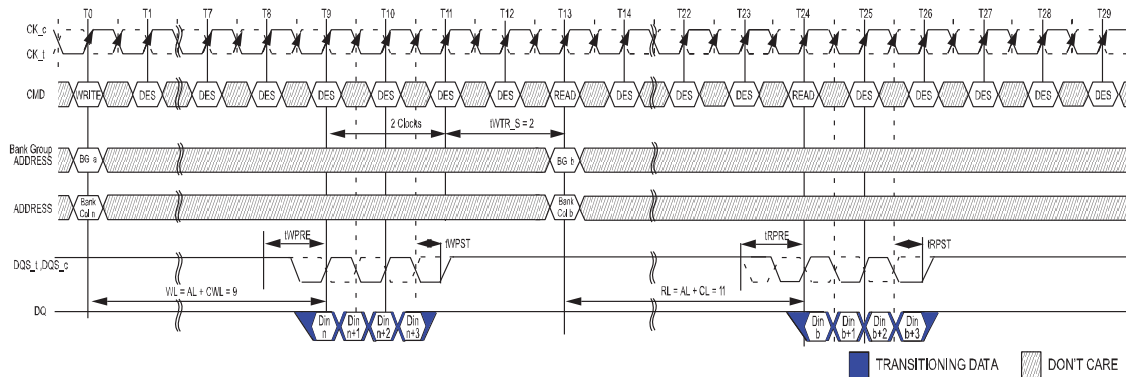 T0 T1 T7 T8 T9 T10 T11 T12 T13 T14 T22 T23 T24 T25 T26 T27 T28 T29
CK_c
CK_t
CMD WRITE DES DES DES DES DES DES DES READ DES DES DES READ DES DES DES DES DES
2 Clocks tWTR_S = 2
Bank Group
ADDRESS BG a BG b
ADDRESS Bank Col n Bank Col b
tWPRE tWPST tRPRE tRPST
DQS_t ,DQS_c
WL = AL + CWL = 9 RL = AL + CL = 11
DQ Din n Din n+1 Din n+2 Din n+3 Din b Din b+1 Din b+2 Din b+3
TRANSITIONING DATA DON'T CARE